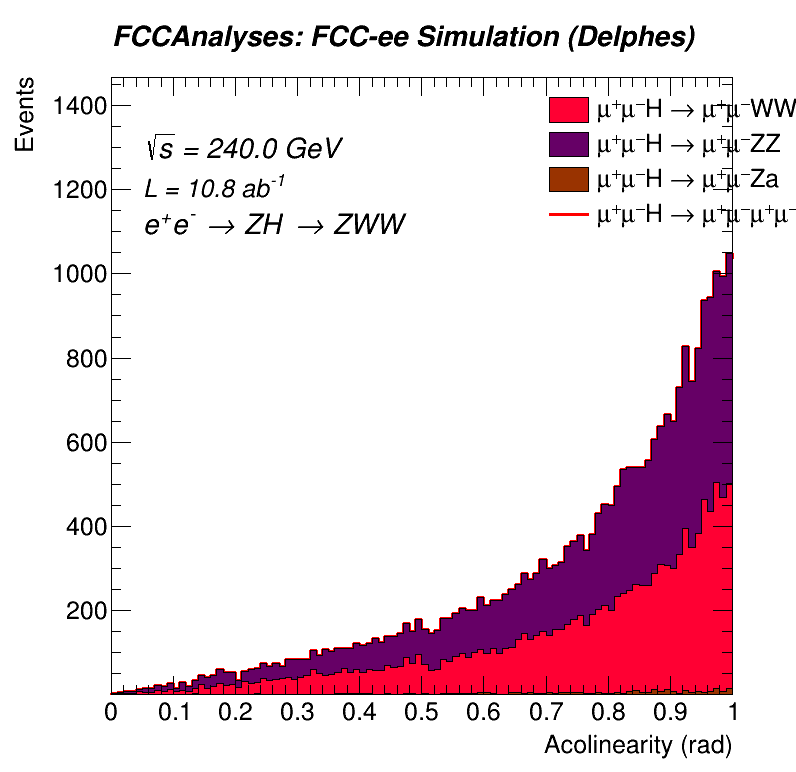 FCCAnalyses: FCC-ee Simulation (Delphes)
Events
1400
1200
1000
800
600
400
200
√s = 240.0 GeV
L = 10.8 ab⁻¹
e⁺e⁻ → ZH → ZWW
μ⁺μ⁻H → μ⁺μ⁻WW
μ⁺μ⁻H → μ⁺μ⁻ZZ
μ⁺μ⁻H → μ⁺μ⁻Za
μ⁺μ⁻H → μ⁺μ⁻μ⁺μ⁻
0 0.1 0.2 0.3 0.4 0.5 0.6 0.7 0.8 0.9 1
Acolinearity (rad)